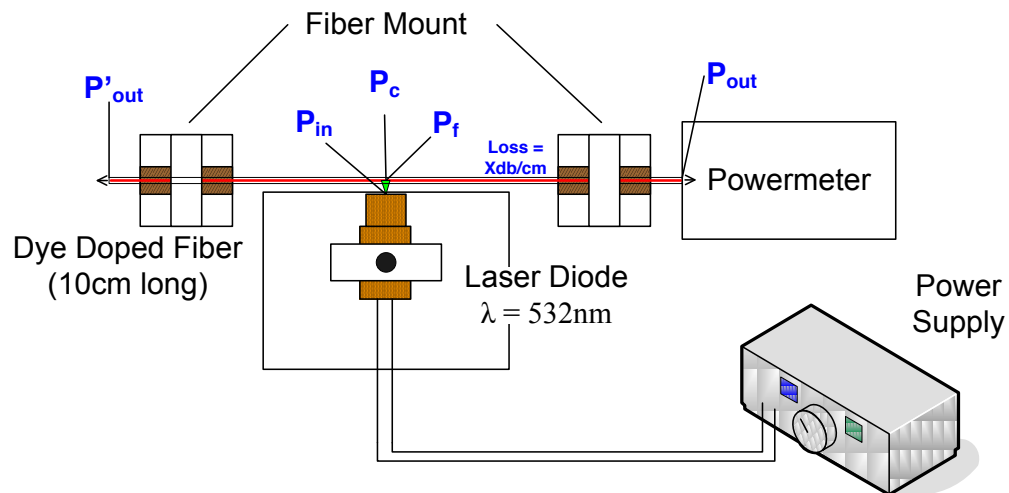 Fiber Mount
P'out
Pc
Pin
Pf
Pout
Loss =
Xdb/cm
Powermeter
Dye Doped Fiber
(10cm long)
Laser Diode
λ = 532nm
Power
Supply